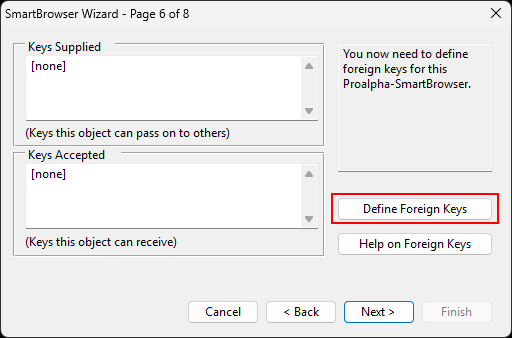 SmartBrowser Wizard - Page 6 of 8
Keys Supplied
[none]
(Keys this object can pass on to others)
Keys Accepted
[none]
(Keys this object can receive)
You now need to define
foreign keys for this
Proalpha-SmartBrowser.
Define Foreign Keys
Help on Foreign Keys
Cancel
< Back
Next >
Finish